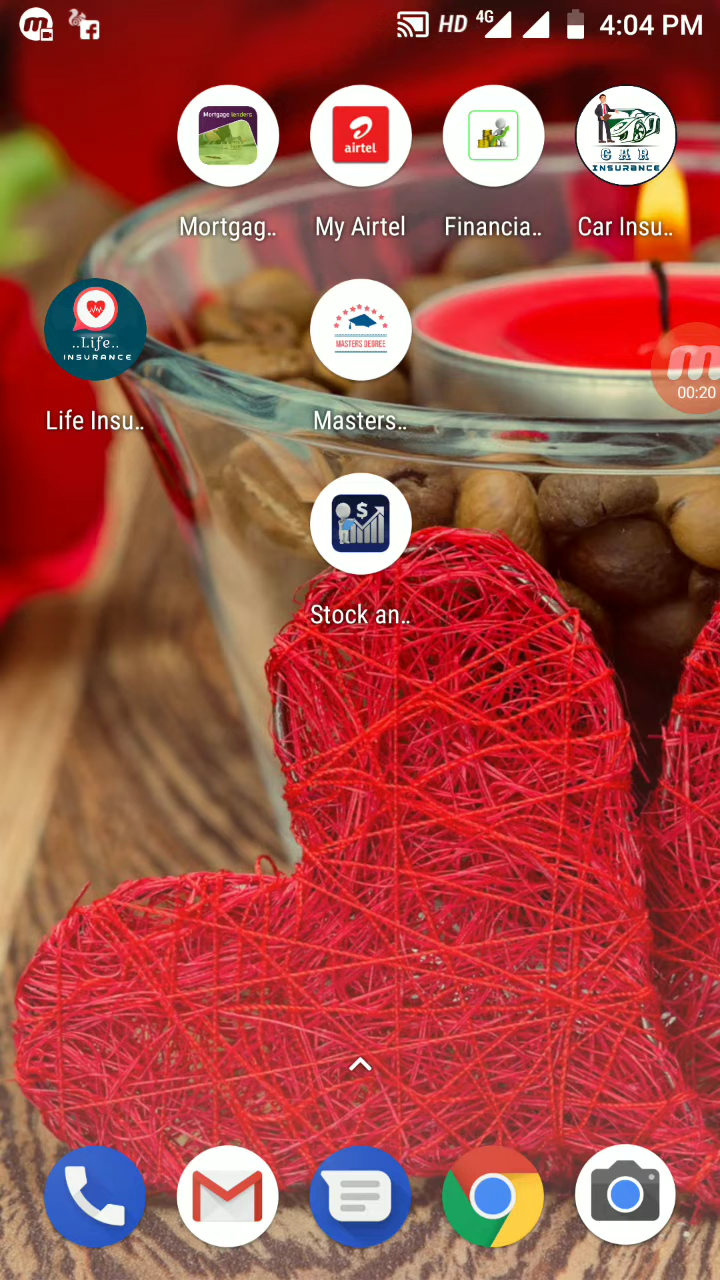 HD 4G 4:04 PM
Mortgage lenders
airtel
CAR
INSURANCE
Mortgag.. My Airtel Financia.. Car Insu..
..Life..
INSURANCE
MASTERS DEGREE
00:20
Life Insu.. Masters..
$
Stock an..